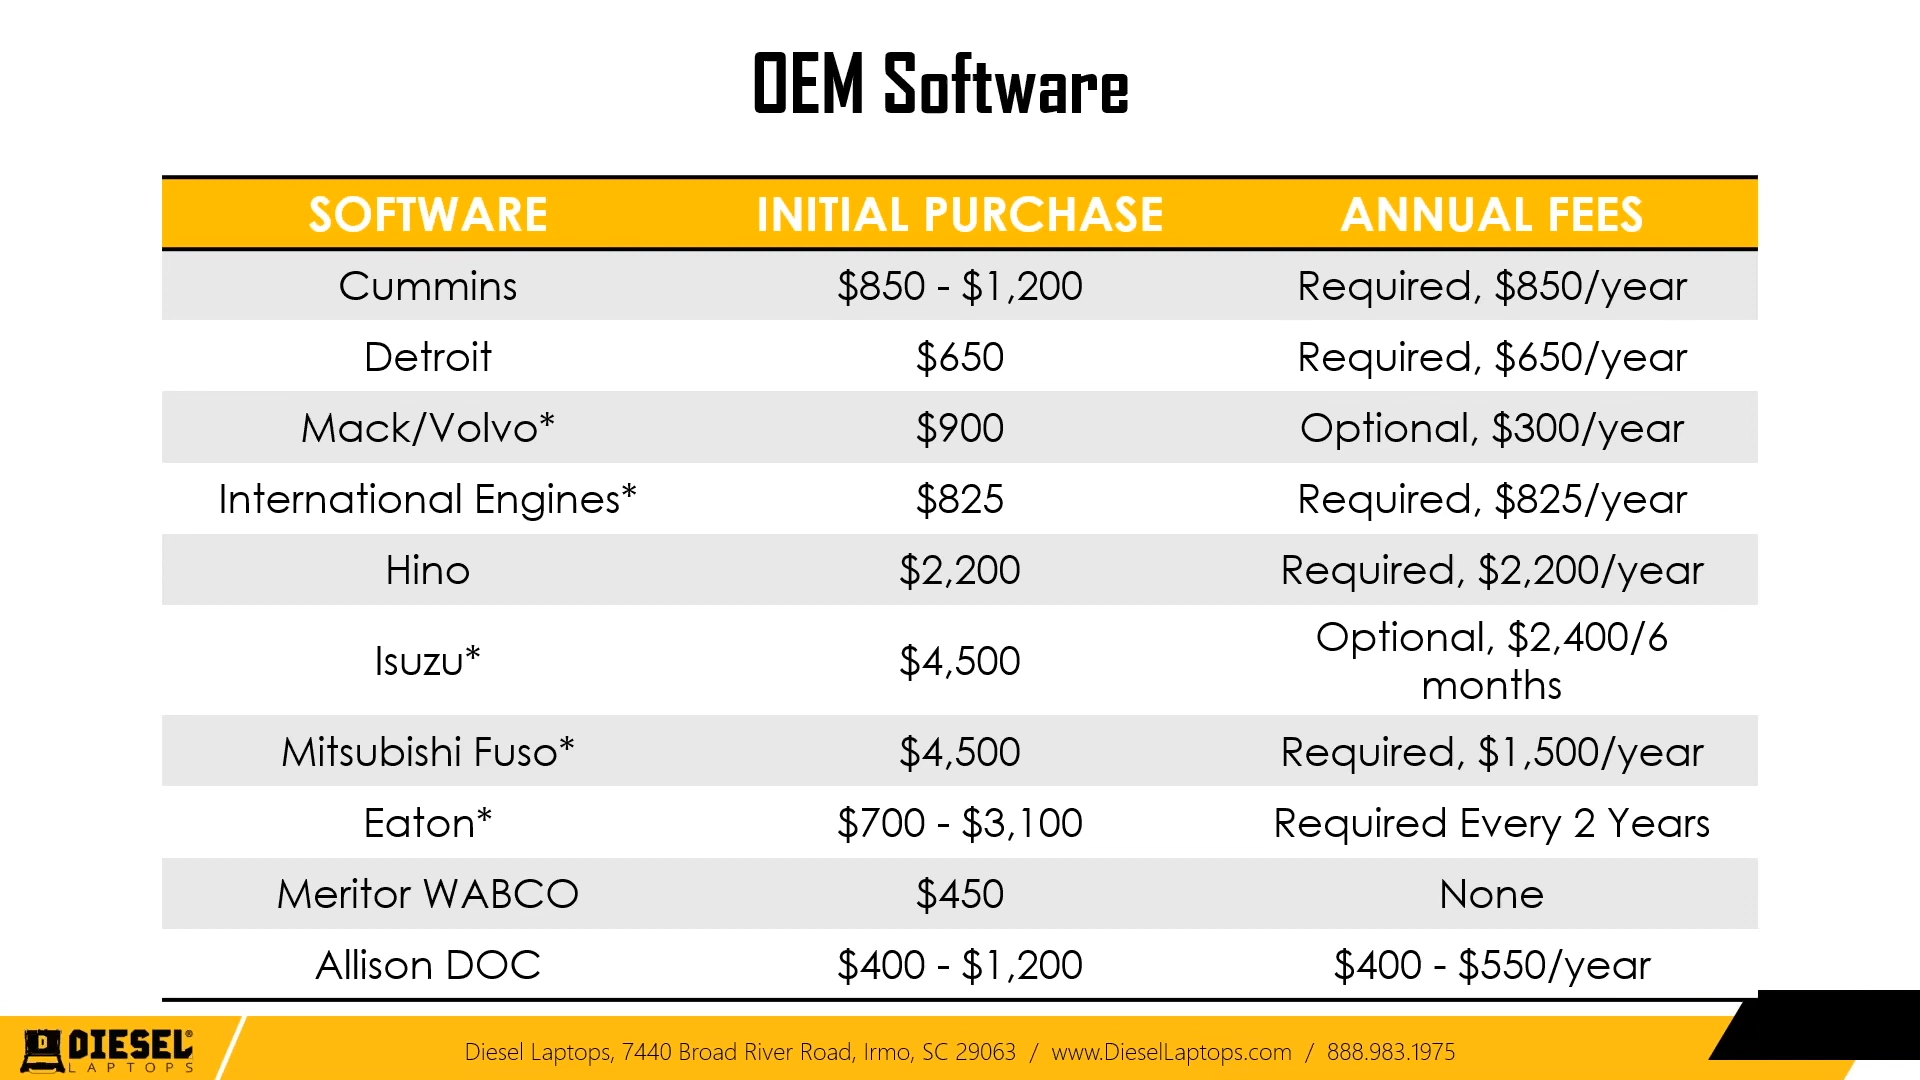 OEM Software
SOFTWARE INITIAL PURCHASE ANNUAL FEES
Cummins $850 - $1,200 Required, $850/year
Detroit $650 Required, $650/year
Mack/Volvo* $900 Optional, $300/year
International Engines* $825 Required, $825/year
Hino $2,200 Required, $2,200/year
Isuzu* $4,500 Optional, $2,400/6
months
Mitsubishi Fuso* $4,500 Required, $1,500/year
Eaton* $700 - $3,100 Required Every 2 Years
Meritor WABCO $450 None
Allison DOC $400 - $1,200 $400 - $550/year
DIESEL®
LAPTOPS
Diesel Laptops, 7440 Broad River Road, Irmo, SC 29063 / www.DieselLaptops.com / 888.983.1975